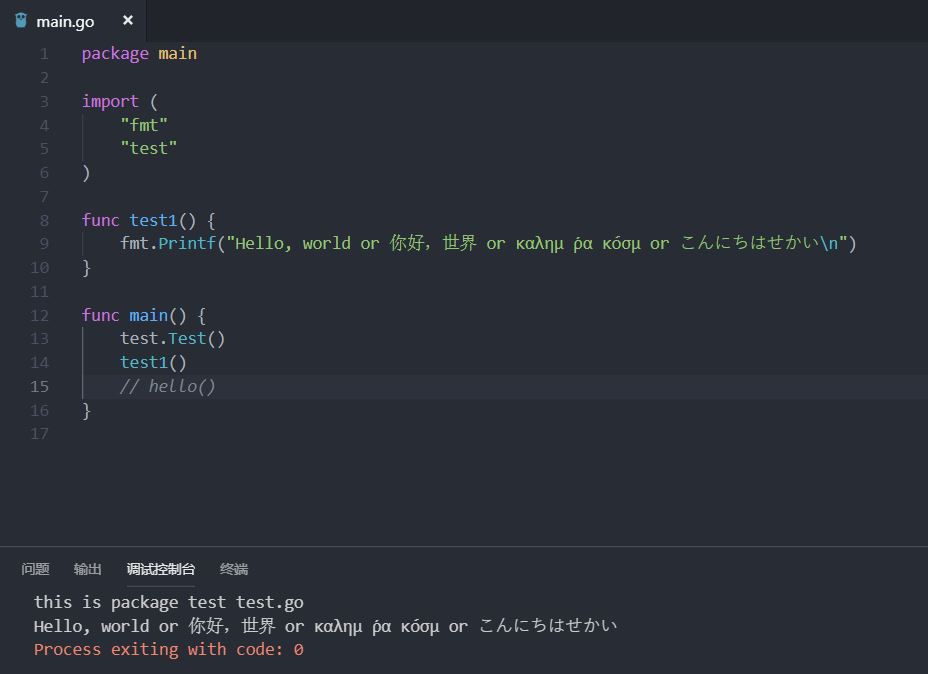 main.go ×
1 package main
2
3 import (
4 "fmt"
5 "test"
6 )
7
8 func test1() {
9 fmt.Printf("Hello, world or 你好，世界 or καλημ ́ρα κόσμ or こんにちはせかい\n")
10 }
11
12 func main() {
13 test.Test()
14 test1()
15 // hello()
16 }
17
问题 输出 调试控制台 终端
this is package test test.go
Hello, world or 你好，世界 or καλημ ́ρα κόσμ or こんにちはせかい
Process exiting with code: 0